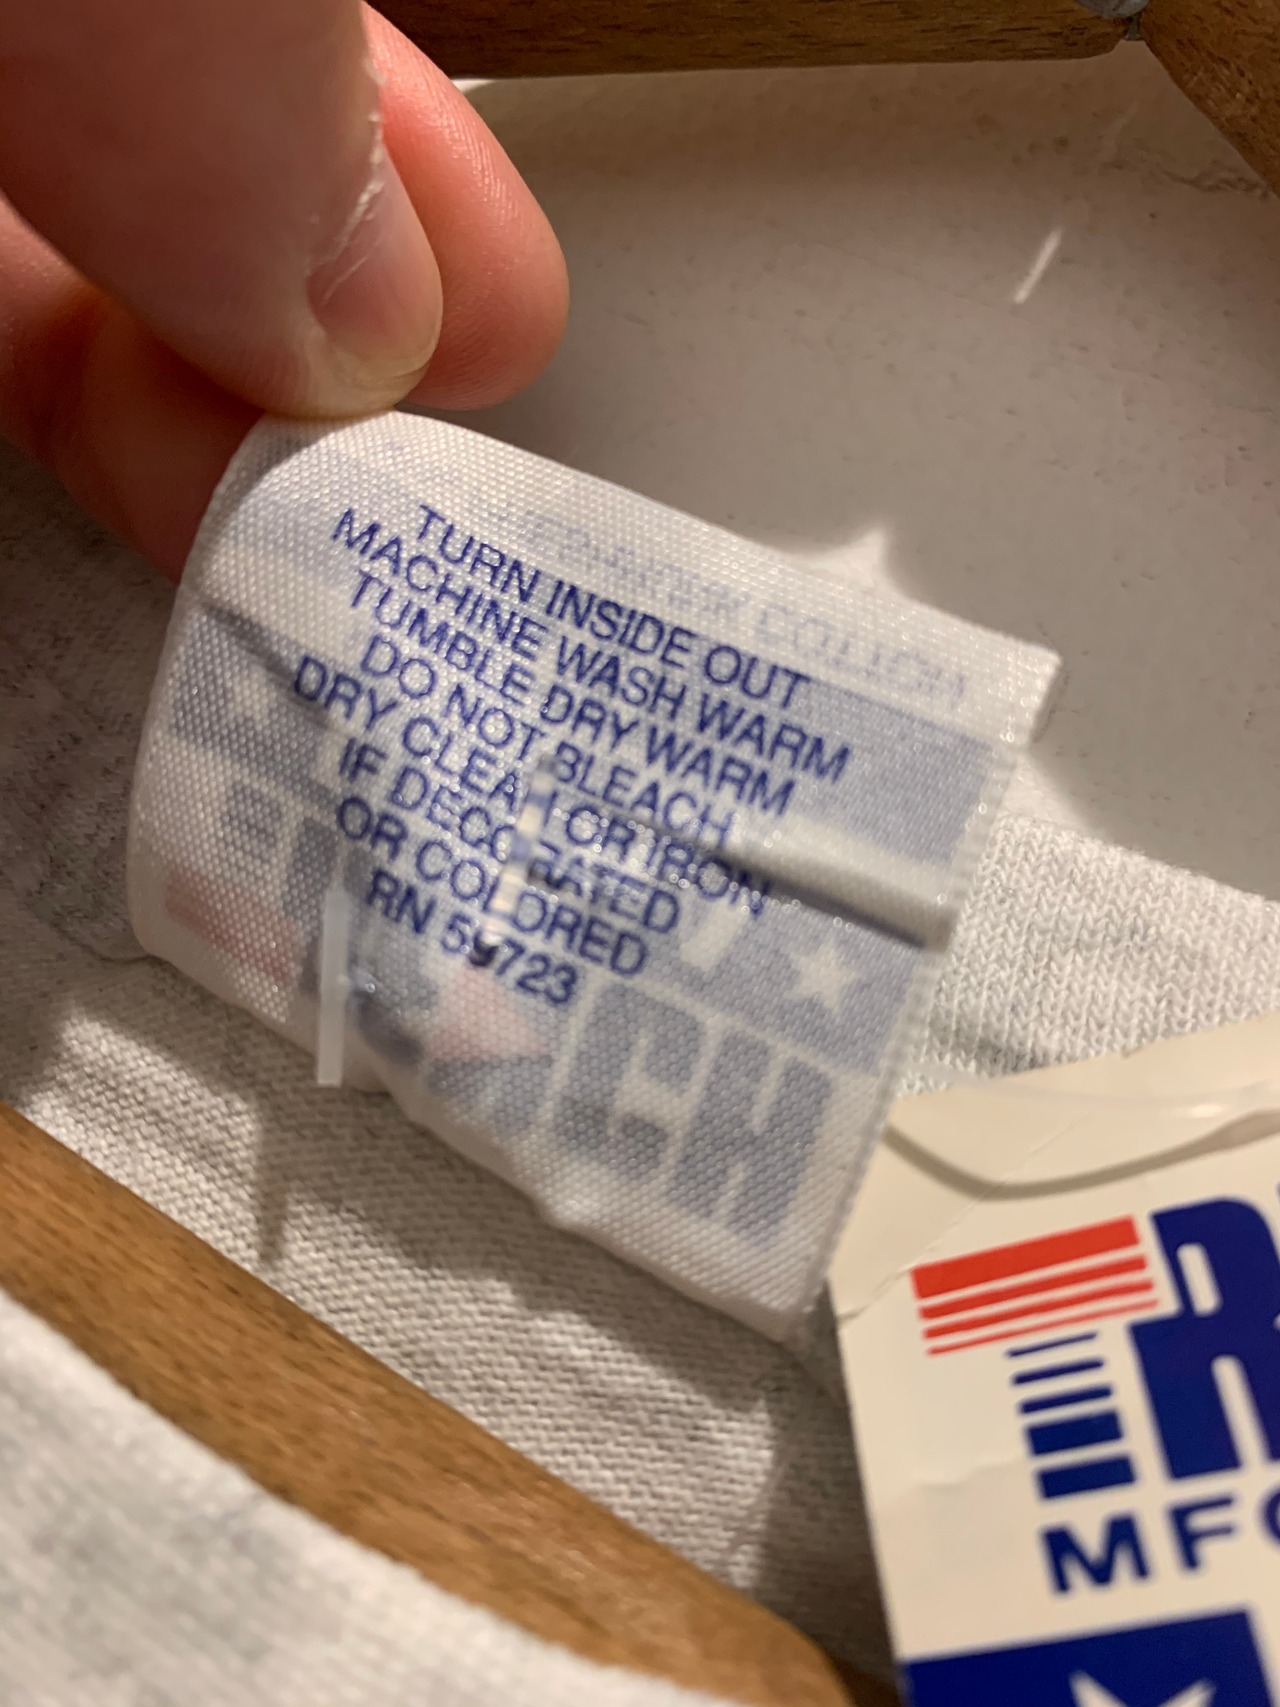 TURN INSIDE OUT
MACHINE WASH WARM
TUMBLE DRY WARM
DO NOT BLEACH
DRY CLEAN OR IRON
IF DECORATED
OR COLORED
RN 59723
MFG